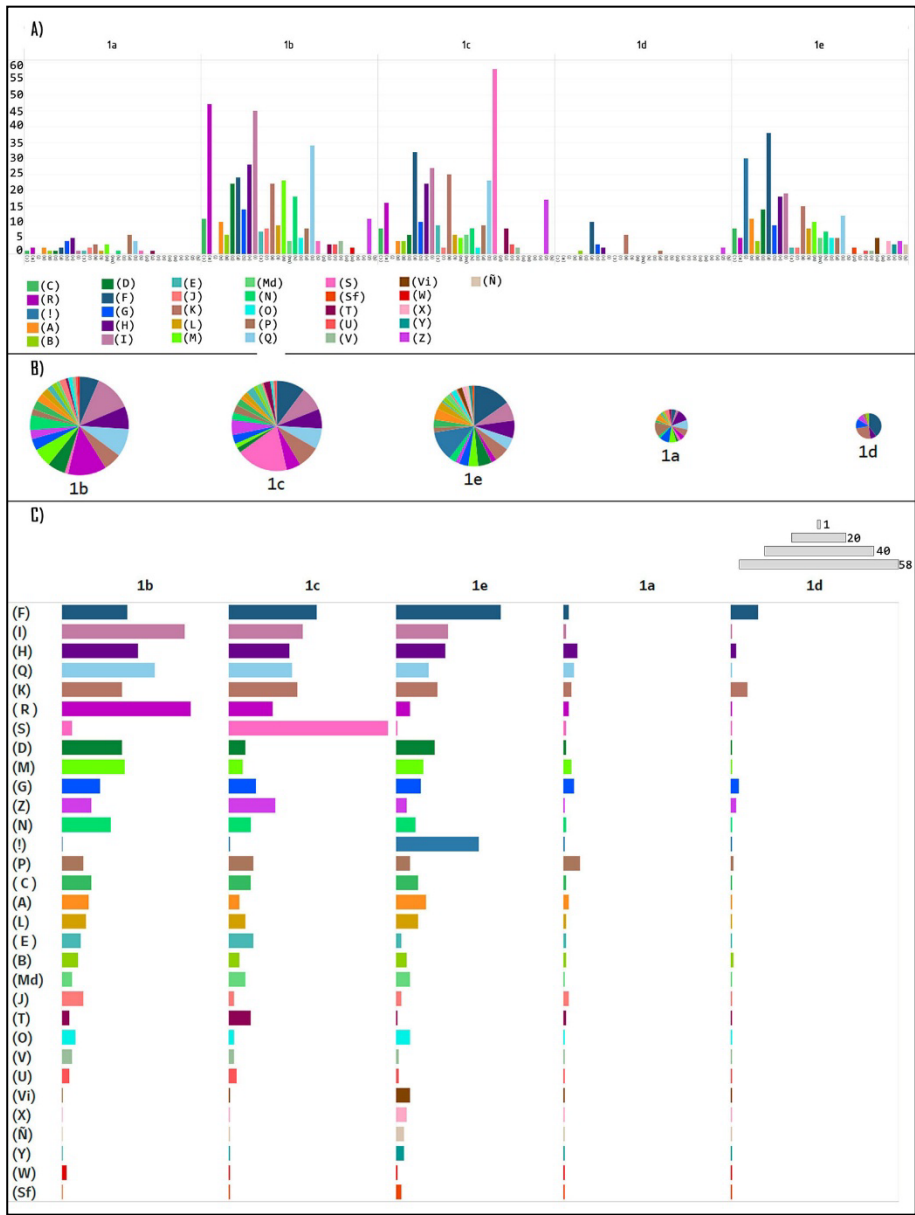 A)
1a 1b 1c 1d 1e
60
55
45
40
35
30
25
20
15
10
5
0
(C) (D) (E) (Md) (S) (Vi) (Ñ)
(R) (F) (J) (N) (Sf) (W)
(!) (G) (K) (O) (T) (X)
(A) (H) (L) (P) (U) (Y)
(B) (I) (M) (Q) (V) (Z)
B)
1b 1c 1e 1a 1d
C)
1
20
40
58
1b 1c 1e 1a 1d
(F)
(I)
(H)
(Q)
(K)
(R)
(S)
(D)
(M)
(G)
(Z)
(N)
(!)
(P)
(C)
(A)
(L)
(E)
(B)
(Md)
(J)
(T)
(O)
(V)
(U)
(Vi)
(X)
(Ñ)
(Y)
(W)
(Sf)